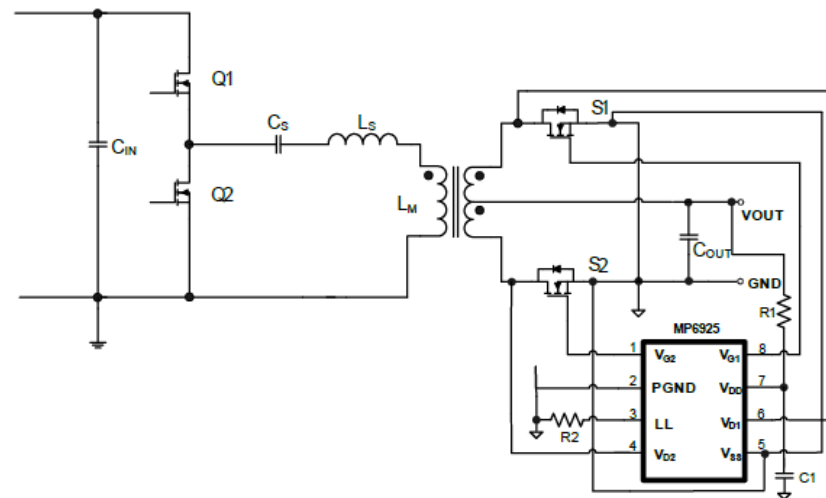 Q1
S1
CS
LS
CIN
Q2
LM
VOUT
COUT
S2
GND
R1
MP6925
1 VG2 VG1 8
2 PGND VDD 7
3 LL VD1 6
R2
4 VD2 VSS 5
C1